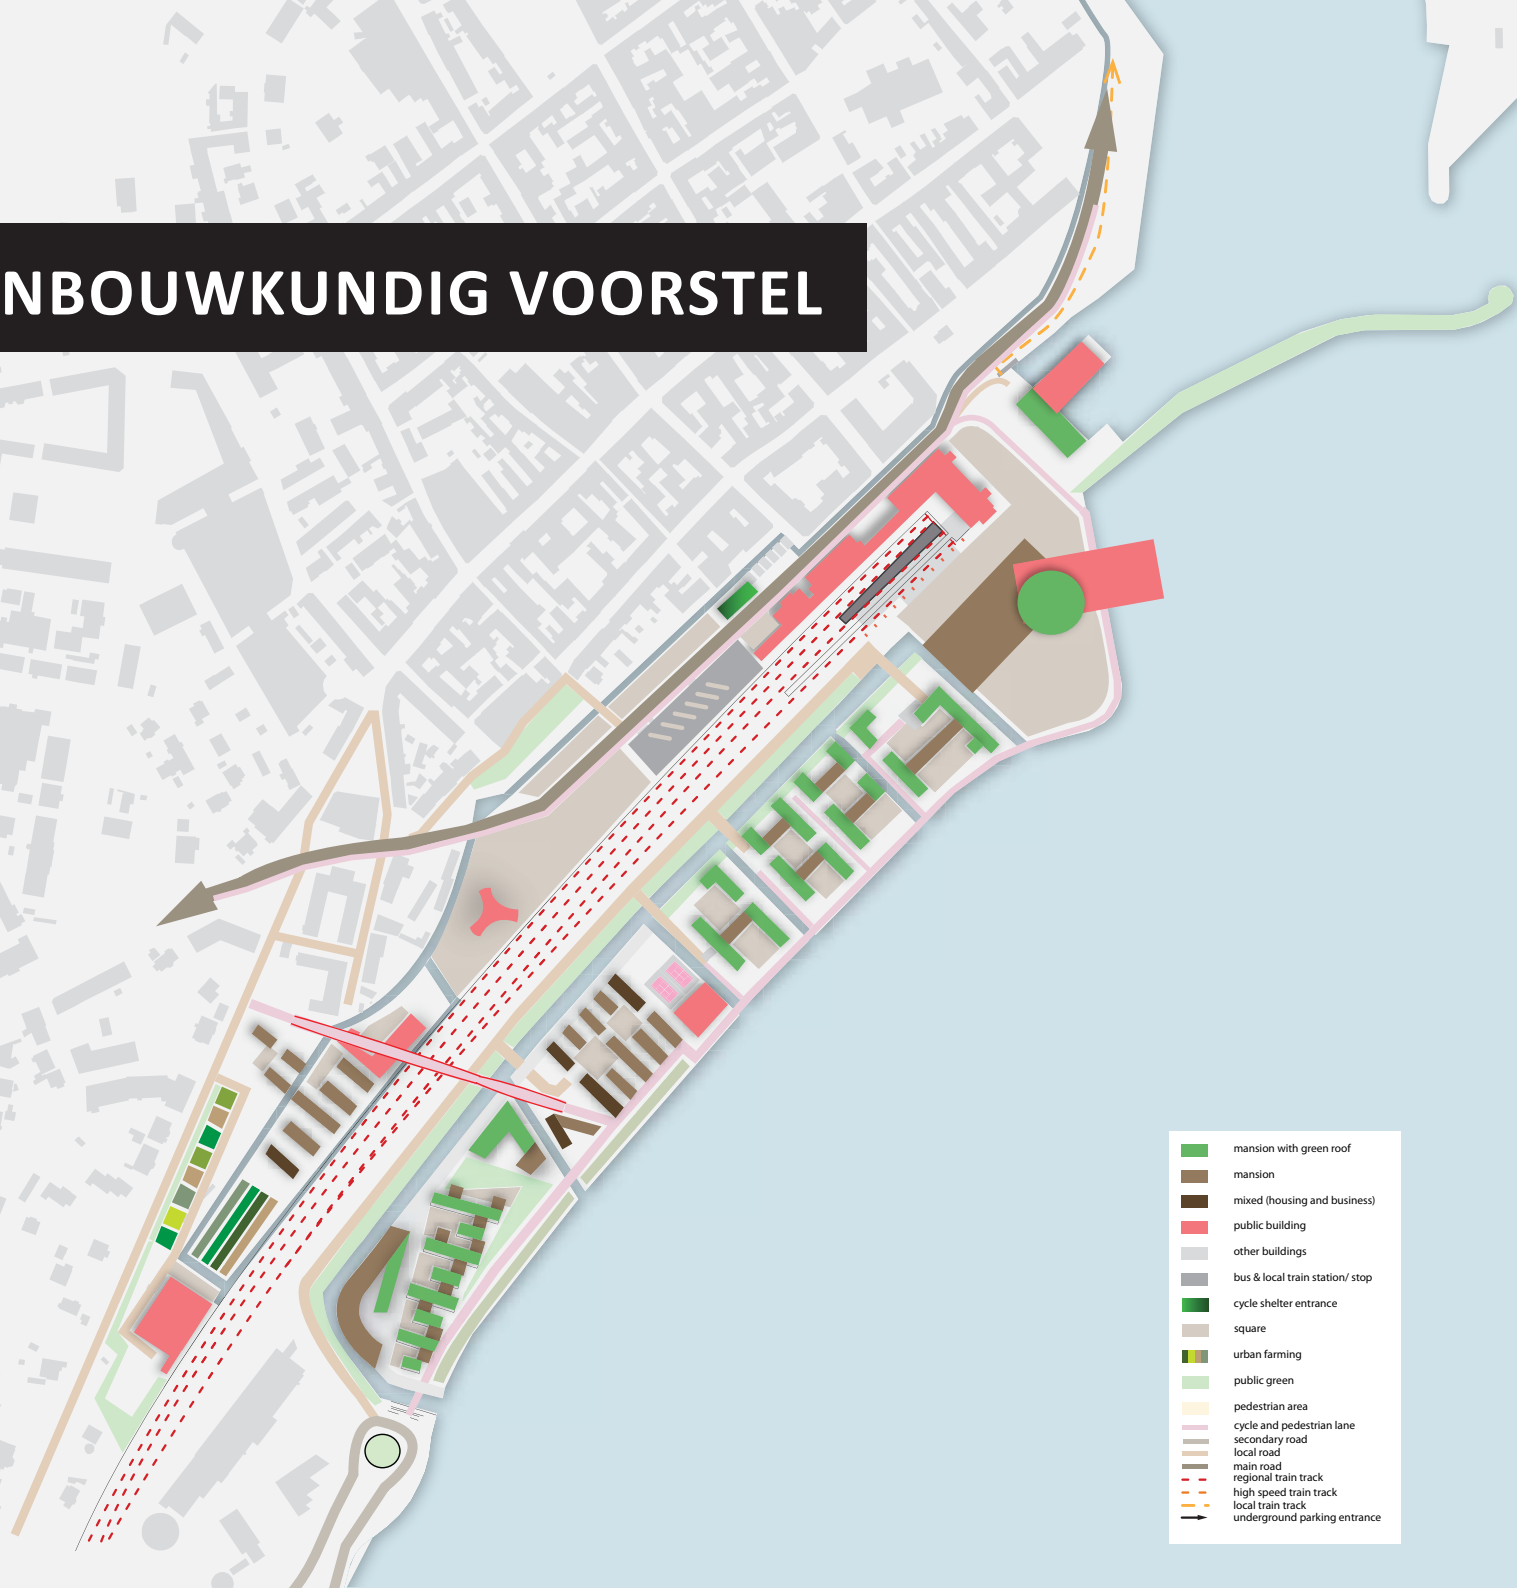 NBOUWKUNDIG VOORSTEL
mansion with green roof
mansion
mixed (housing and business)
public building
other buildings
bus & local train station/ stop
cycle shelter entrance
square
urban farming
public green
pedestrian area
cycle and pedestrian lane
secondary road
local road
main road
regional train track
high speed train track
local train track
underground parking entrance